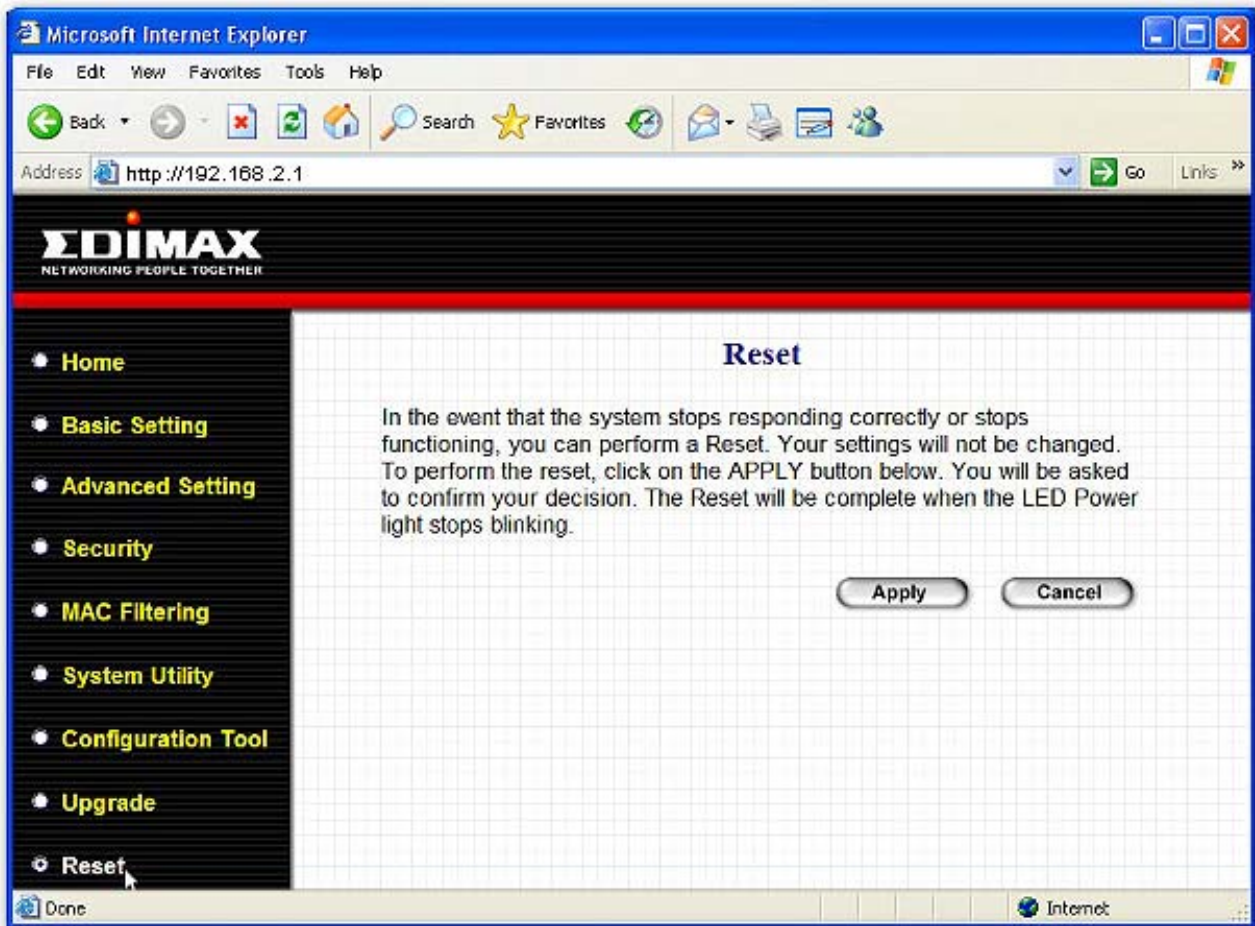 Microsoft Internet Explorer
File Edit View Favorites Tools Help
Back Search Favorites
Address http://192.168.2.1 Go Links »
EDIMAX
NETWORKING PEOPLE TOGETHER
Home
Basic Setting
Advanced Setting
Security
MAC Filtering
System Utility
Configuration Tool
Upgrade
Reset
Reset
In the event that the system stops responding correctly or stops
functioning, you can perform a Reset. Your settings will not be changed.
To perform the reset, click on the APPLY button below. You will be asked
to confirm your decision. The Reset will be complete when the LED Power
light stops blinking.
Apply Cancel
Done Internet